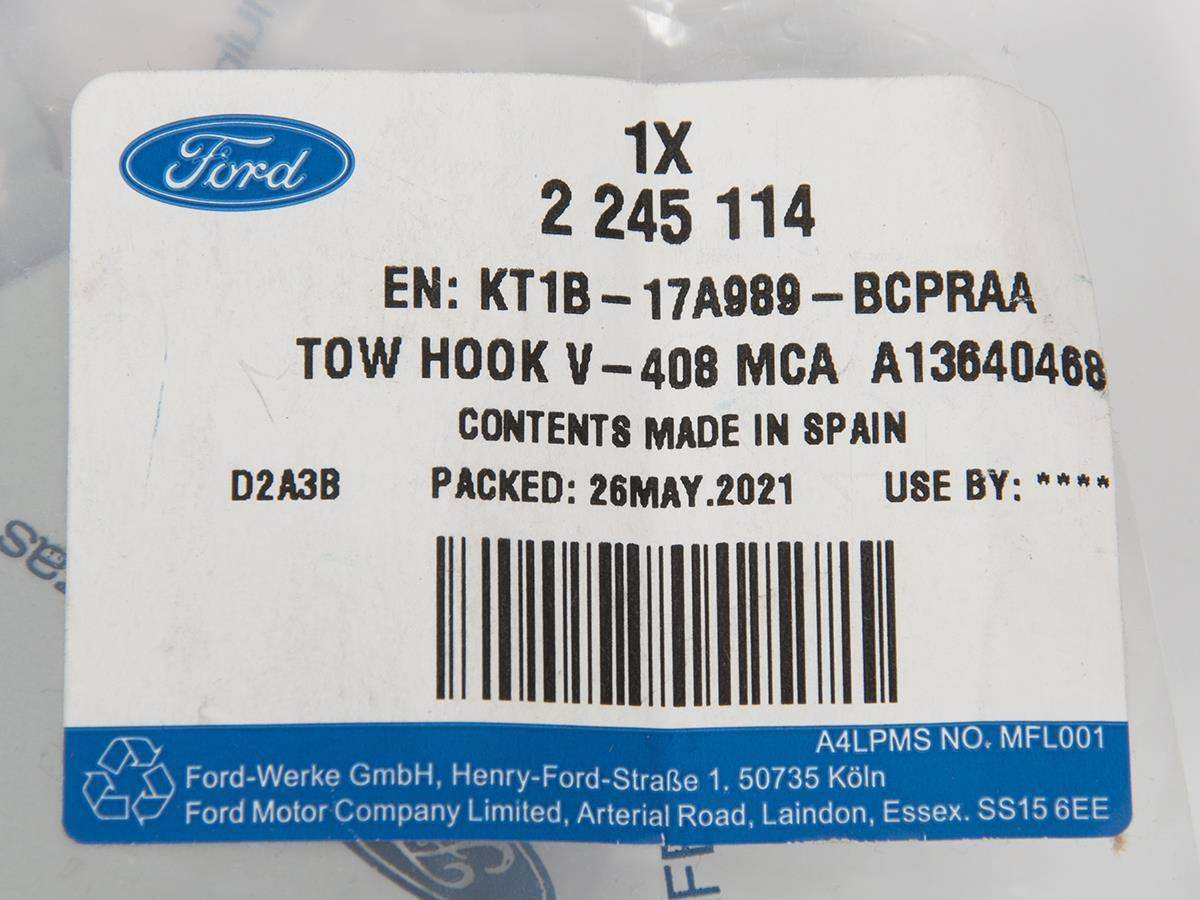 Ford
1X
2 245 114
EN: KT1B-17A989-BCPRAA
TOW HOOK V-408 MCA A13640468
CONTENTS MADE IN SPAIN
D2A3B PACKED: 26MAY.2021 USE BY: ****
A4LPMS NO. MFL001
Ford-Werke GmbH, Henry-Ford-Straße 1, 50735 Köln
Ford Motor Company Limited, Arterial Road, Laindon, Essex. SS15 6EE